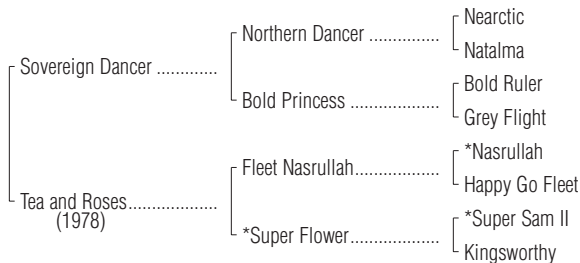 Nearctic
Northern Dancer ...............
Natalma
Sovereign Dancer .............
Bold Ruler
Bold Princess ...................
Grey Flight
*Nasrullah
Fleet Nasrullah..................
Happy Go Fleet
Tea and Roses...................
(1978)
*Super Sam II
*Super Flower...................
Kingsworthy